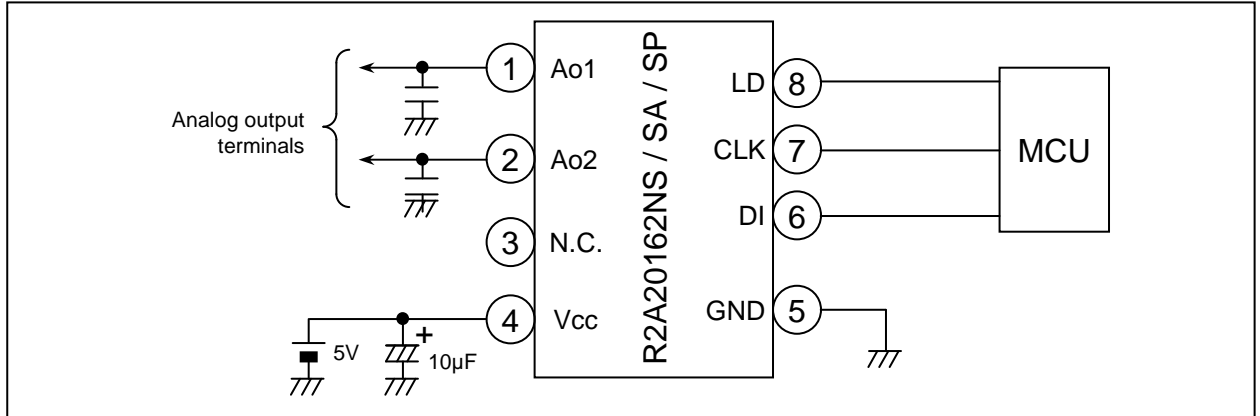 Analog output
terminals
1 Ao1
2 Ao2
3 N.C.
4 Vcc
5V
+
10µF
R2A20162NS / SA / SP
LD 8
CLK 7
DI 6
GND 5
MCU